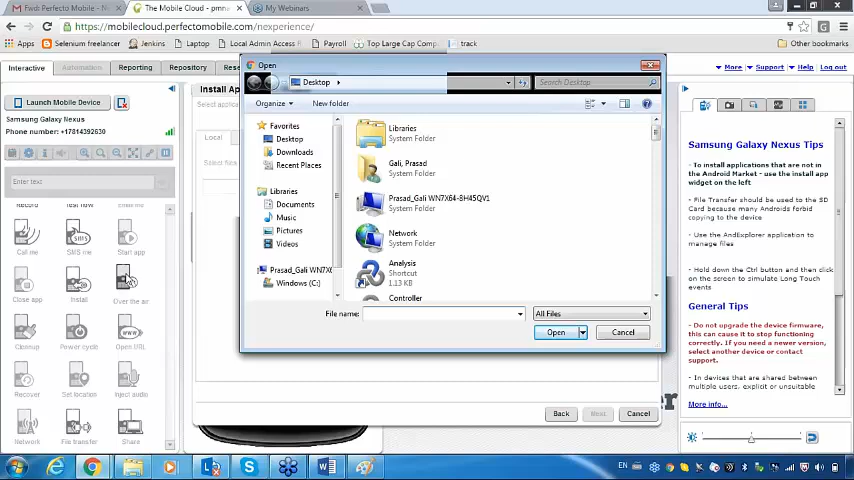 Fwd: Perfecto Mobile - M
The Mobile Cloud - pmna
My Webinars
https://mobilecloud.perfectomobile.com/nexperience/
Apps
Selenium freelencer
Jenkins
Laptop
Local Admin Access
Payroll
Top Large Cap Comp
track
Other bookmarks
Interactive
Automation
Reporting
Repository
More
Support
Help
Log out
Launch Mobile Device
Samsung Galaxy Nexus
Phone number: +17814392630
Enter text
Record
Call me
SMS me
Start app
Close app
Install
Over the air
Cleanup
Power cycle
Open URL
Recover
Set location
Inject audio
Network
File transfer
Share
Install App
Select applic
Local
Select files
Back
Next
Cancel
Open
Desktop
Search Desktop
Organize
New folder
Favorites
Desktop
Downloads
Recent Places
Libraries
Documents
Music
Pictures
Videos
Prasad_Gali WN7X6
Windows (C:)
Libraries
System Folder
Gali, Prasad
Prasad_Gali WN7X64-8H45QV1
System Folder
Network
System Folder
Analysis
Shortcut
1.13 KB
Controller
File name:
All Files
Open
Cancel
Samsung Galaxy Nexus Tips
- To install applications that are not in
the Android Market - use the install app
widget on the left
- File Transfer should be used to the SD
Card because many Androids forbid
copying to the device
- Use the AndExplorer application to
manage files
- Hold down the Ctrl button and then click
on the screen to simulate Long Touch
events
General Tips
- Do not upgrade the device firmware,
this can cause it to stop functioning
correctly. If you need a newer version,
select another device or contact
support.
- In devices that are shared between
multiple users, explicit or unsuitable
More info...
EN